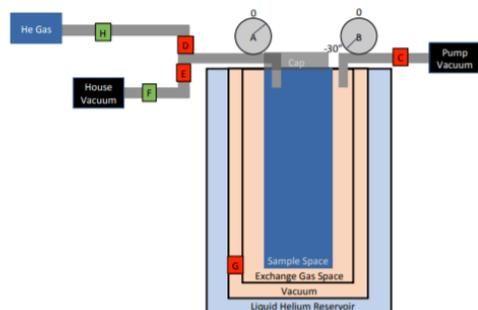 0
0
He Gas
H
A
B
D
-30"
Cap
C
Pump
Vacuum
E
House
Vacuum
F
G
Sample Space
Exchange Gas Space
Vacuum
Liquid Helium Reservoir